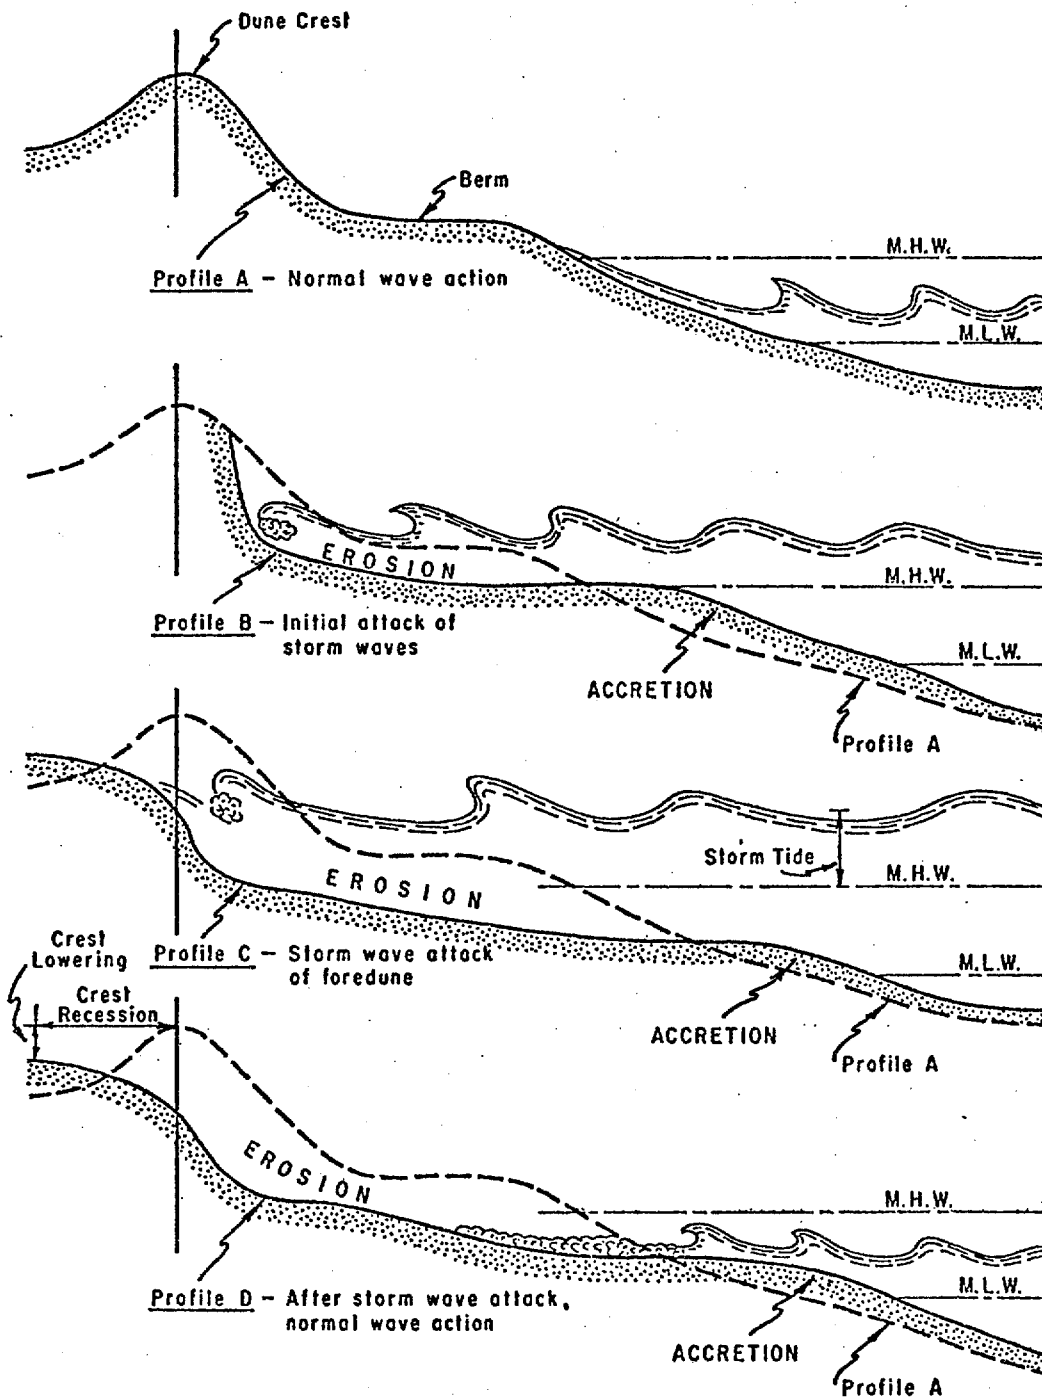 Dune Crest
Berm
M.H.W.
Profile A – Normal wave action
M.L.W.
EROSION
M.H.W.
Profile B – Initial attack of
storm waves
M.L.W.
ACCRETION
Profile A
Storm Tide
M.H.W.
EROSION
Crest
Lowering
Profile C – Storm wave attack
of foredune
M.L.W.
Crest
Recession
ACCRETION
Profile A
EROSION
M.H.W.
Profile D – After storm wave attack,
normal wave action
M.L.W.
ACCRETION
Profile A